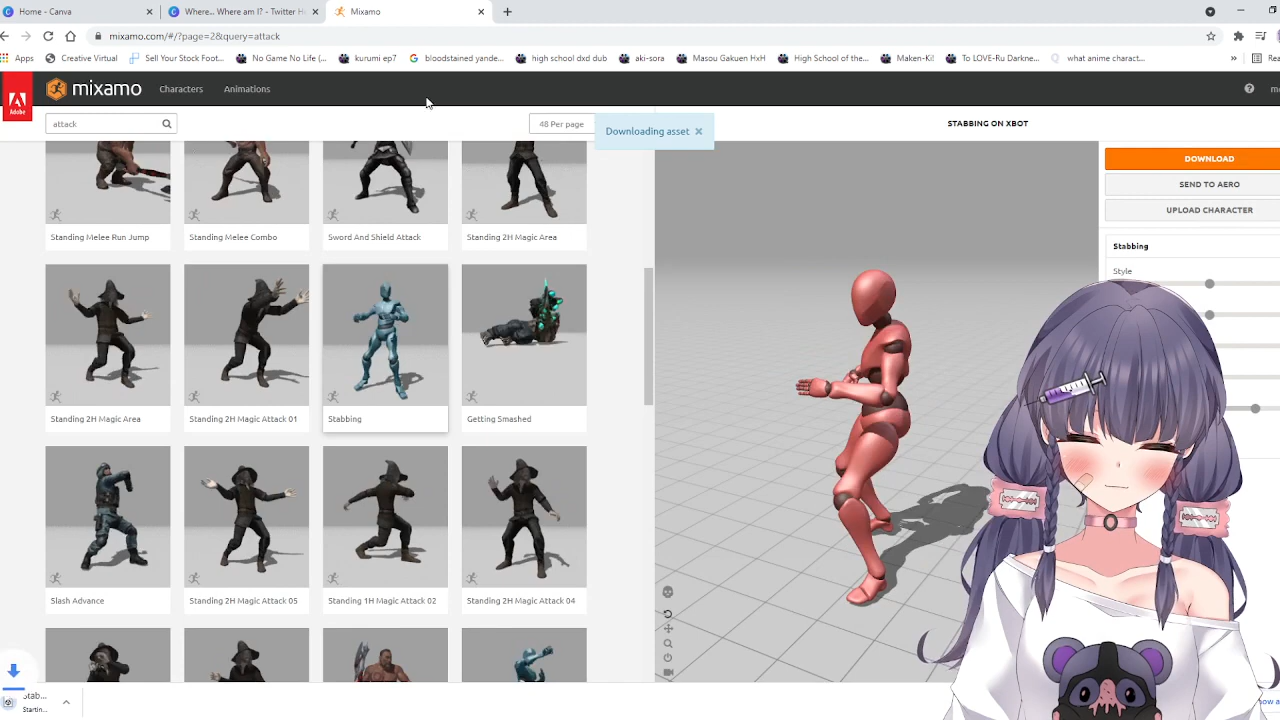 Home - Canva
Where... Where am I? - Twitter H
Mixamo
mixamo.com/#/?page=2&query=attack
Apps
Creative Virtual
Sell Your Stock Foot...
No Game No Life (...
kurumi ep7
bloodstained yande...
high school dxd dub
aki-sora
Masou Gakuen HxH
High School of the...
Maken-Ki!
To LOVE-Ru Darkne...
what anime charact...
»
Rea
Adobe
mixamo
Characters
Animations
attack
48 Per page
Downloading asset
STABBING ON XBOT
DOWNLOAD
SEND TO AERO
UPLOAD CHARACTER
Stabbing
Style
Standing Melee Run Jump
Standing Melee Combo
Sword And Shield Attack
Standing 2H Magic Area
Standing 2H Magic Area
Standing 2H Magic Attack 01
Stabbing
Getting Smashed
Slash Advance
Standing 2H Magic Attack 05
Standing 1H Magic Attack 02
Standing 2H Magic Attack 04
Stab...
Startin...